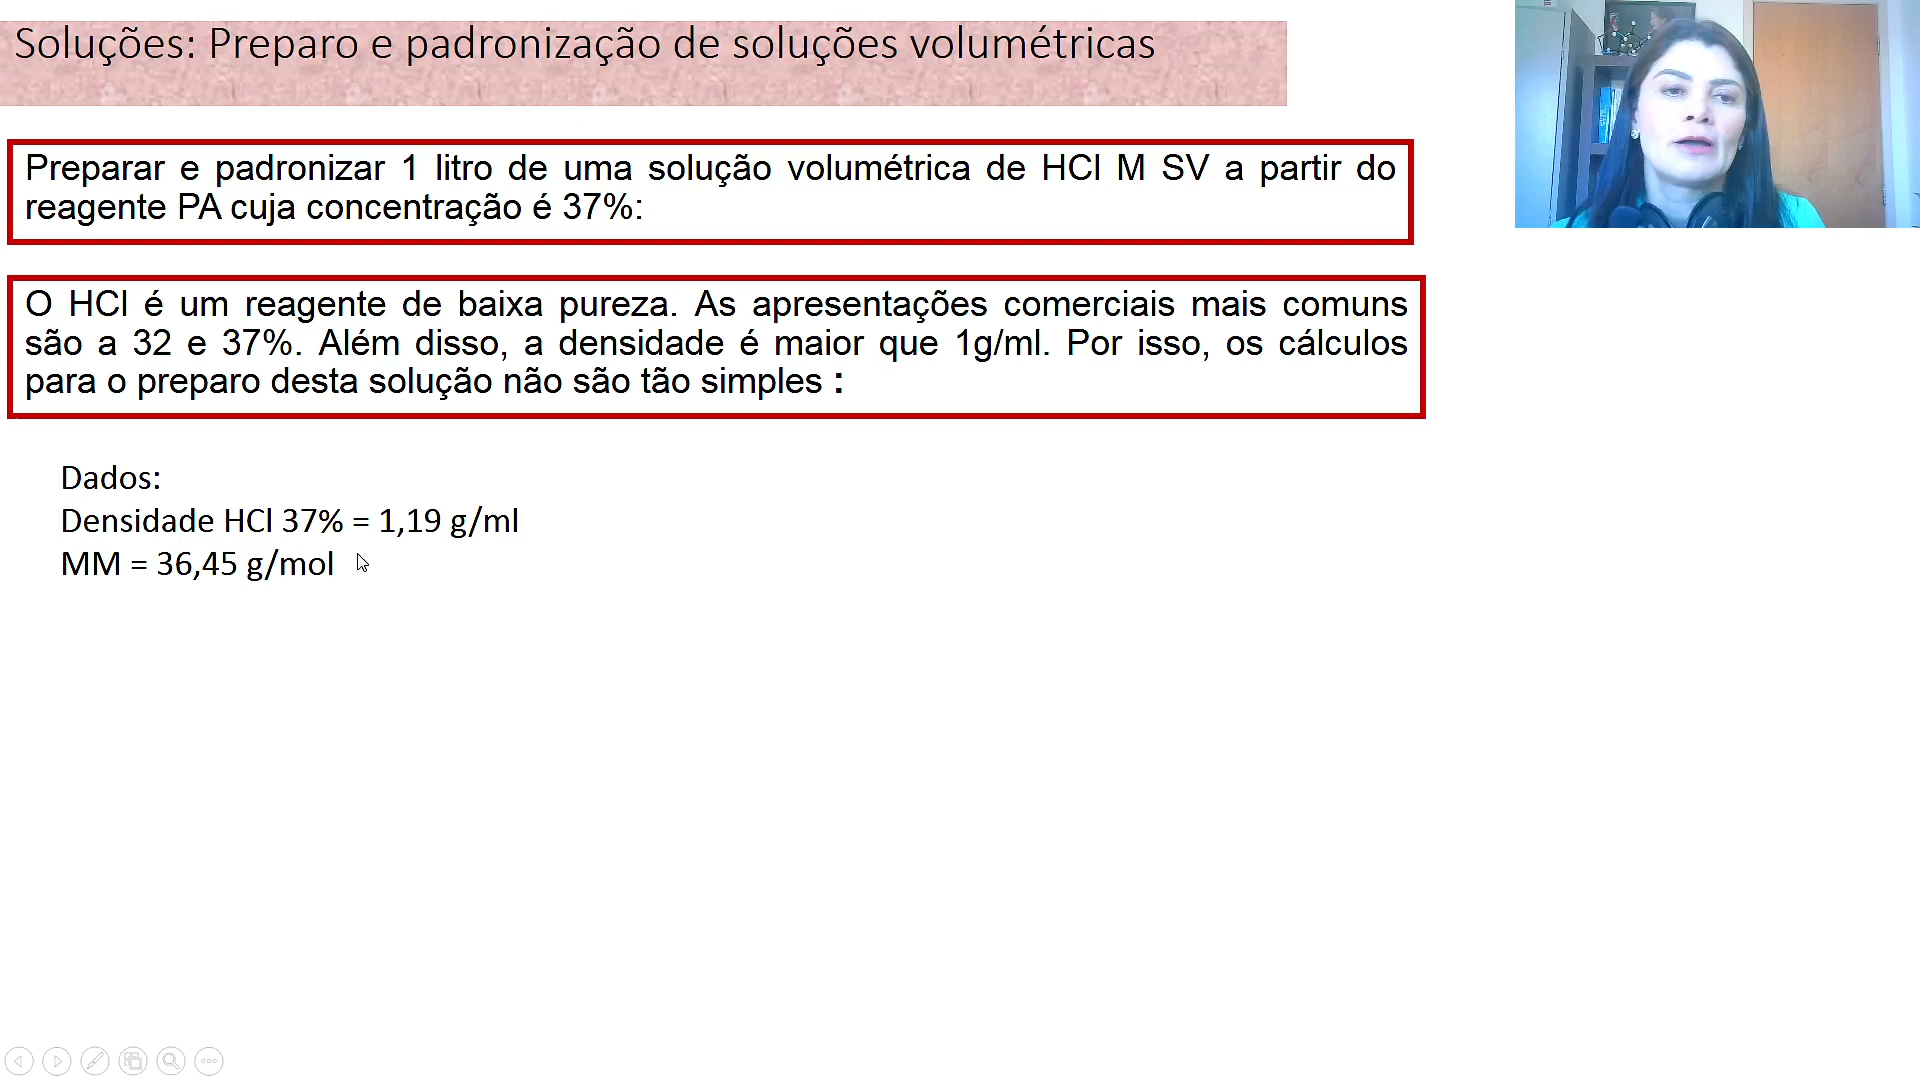 Soluções: Preparo e padronização de soluções volumétricas
Preparar e padronizar 1 litro de uma solução volumétrica de HCl M SV a partir do
reagente PA cuja concentração é 37%:
O HCl é um reagente de baixa pureza. As apresentações comerciais mais comuns
são a 32 e 37%. Além disso, a densidade é maior que 1g/ml. Por isso, os cálculos
para o preparo desta solução não são tão simples :
Dados:
Densidade HCl 37% = 1,19 g/ml
MM = 36,45 g/mol